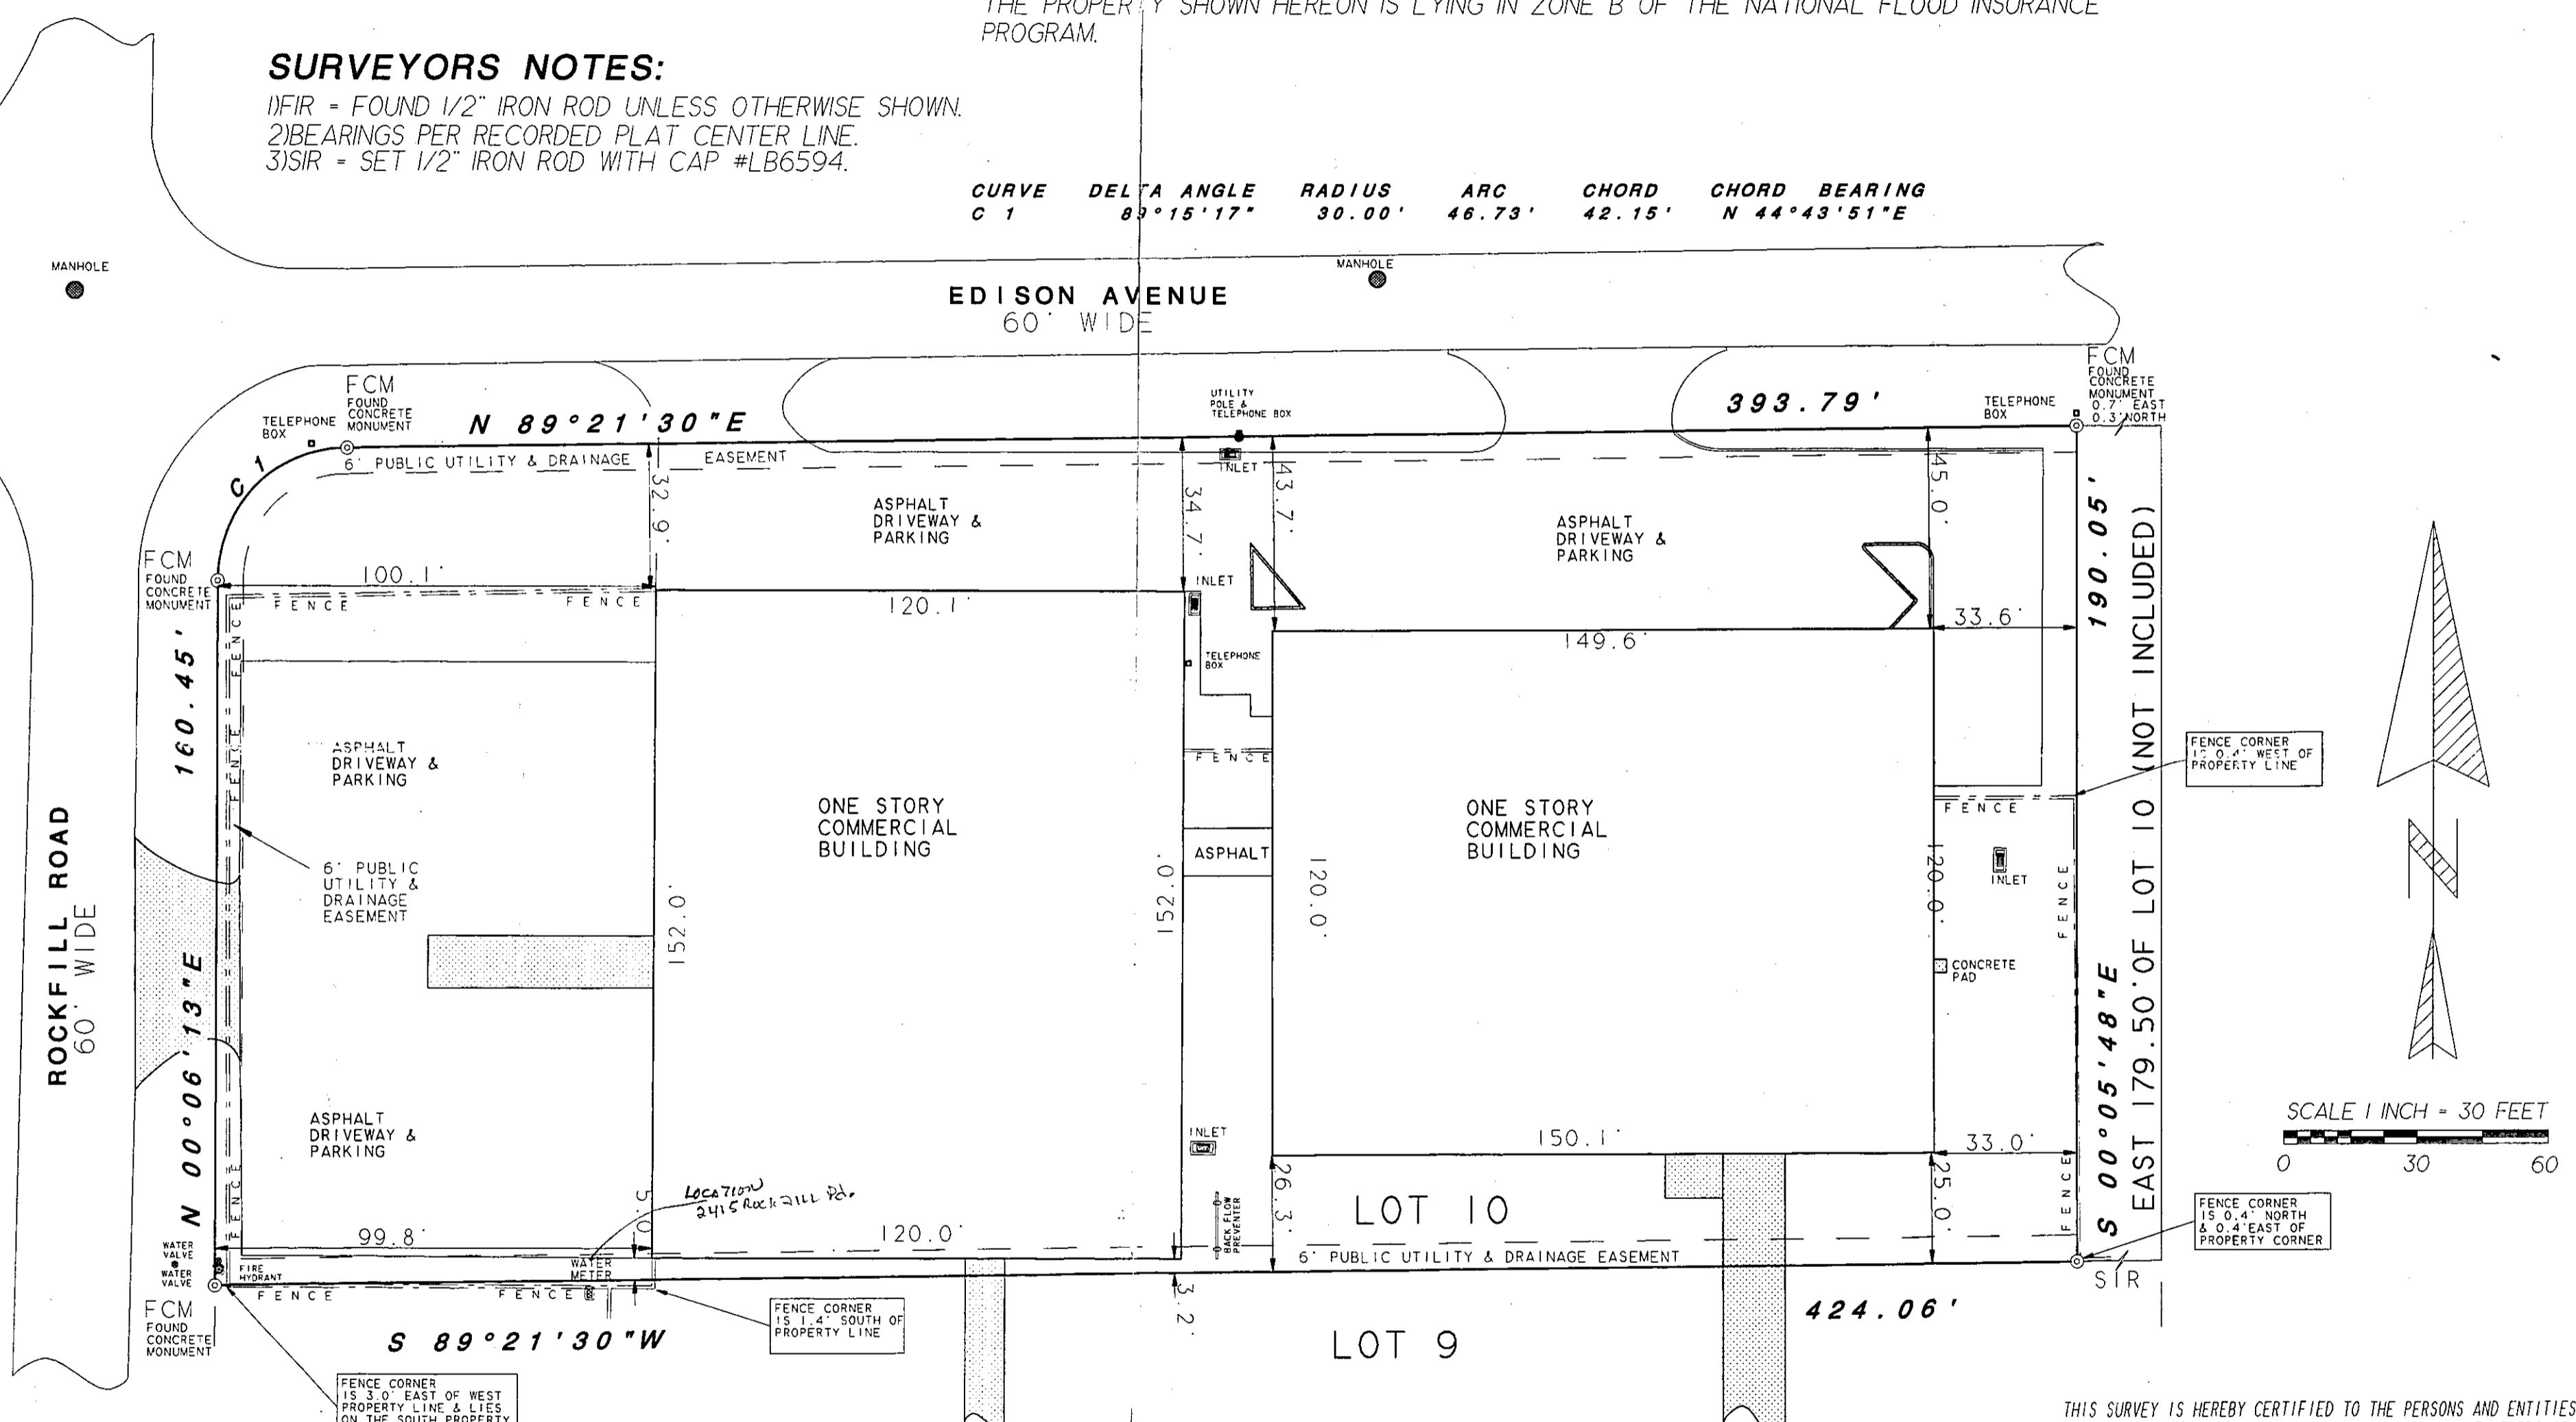 THE PROPERTY SHOWN HEREON IS LYING IN ZONE B OF THE NATIONAL FLOOD INSURANCE
PROGRAM.
SURVEYORS NOTES:
1)FIR = FOUND 1/2" IRON ROD UNLESS OTHERWISE SHOWN.
2)BEARINGS PER RECORDED PLAT CENTER LINE.
3)SIR = SET 1/2" IRON ROD WITH CAP #LB6594.
CURVE DELTA ANGLE RADIUS ARC CHORD CHORD BEARING
C 1 89°15'17" 30.00' 46.73' 42.15' N 44°43'51"E
MANHOLE
MANHOLE
EDISON AVENUE
60' WIDE
FCM
FOUND
CONCRETE
MONUMENT
TELEPHONE
BOX
N 89°21'30"E
UTILITY
POLE &
TELEPHONE BOX
393.79'
TELEPHONE
BOX
FCM
FOUND
CONCRETE
MONUMENT
0.7' EAST
0.3' NORTH
C 1
6' PUBLIC UTILITY & DRAINAGE EASEMENT
INLET
32.9'
34.7'
43.7'
45.0'
ASPHALT
DRIVEWAY &
PARKING
ASPHALT
DRIVEWAY &
PARKING
FCM
FOUND
CONCRETE
MONUMENT
100.1'
FENCE
FENCE
120.1'
INLET
149.6'
33.6'
TELEPHONE
BOX
160.45'
190.05'
FENCE
FENCE
FENCE
ASPHALT
DRIVEWAY &
PARKING
FENCE
FENCE CORNER
IS 0.4' WEST OF
PROPERTY LINE
FENCE
ONE STORY
COMMERCIAL
BUILDING
ONE STORY
COMMERCIAL
BUILDING
ASPHALT
6' PUBLIC
UTILITY &
DRAINAGE
EASEMENT
152.0'
152.0'
120.0'
120.0'
INLET
FENCE
CONCRETE
PAD
ROCKFILL ROAD
60' WIDE
N 00°06'13"E
S 00°05'48"E
EAST 179.50' OF LOT 10 (NOT INCLUDED)
N
SCALE 1 INCH = 30 FEET
0 30 60
ASPHALT
DRIVEWAY &
PARKING
INLET
150.1'
33.0'
FENCE
FENCE
LOCATION
2415 Rockfill Rd.
5.0'
26.3'
25.0'
BACK FLOW
PREVENTER
LOT 10
FENCE CORNER
IS 0.4' NORTH
& 0.4' EAST OF
PROPERTY CORNER
99.8'
120.0'
6' PUBLIC UTILITY & DRAINAGE EASEMENT
WATER
VALVE
WATER
VALVE
FIRE
HYDRANT
WATER
METER
FENCE
FENCE
SIR
FCM
FOUND
CONCRETE
MONUMENT
FENCE CORNER
IS 1.4' SOUTH OF
PROPERTY LINE
3.2'
424.06'
S 89°21'30"W
LOT 9
FENCE CORNER
IS 3.0' EAST OF WEST
PROPERTY LINE & LIES
ON THE SOUTH PROPERTY
THIS SURVEY IS HEREBY CERTIFIED TO THE PERSONS AND ENTITIES